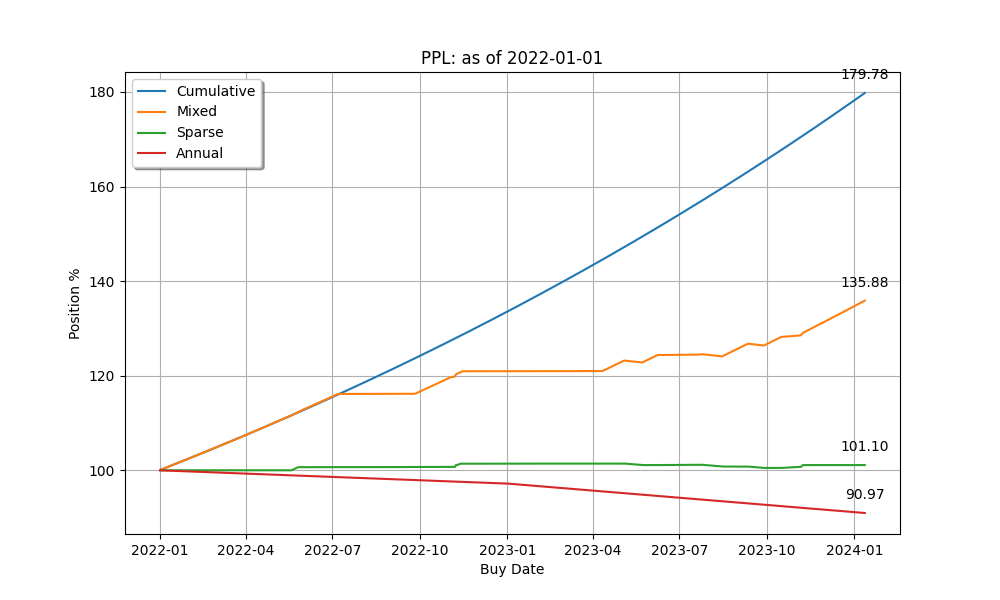 PPL: as of 2022-01-01
Cumulative
Mixed
Sparse
Annual
179.78
135.88
101.10
90.97
Position %
180
160
140
120
100
2022-01 2022-04 2022-07 2022-10 2023-01 2023-04 2023-07 2023-10 2024-01
Buy Date